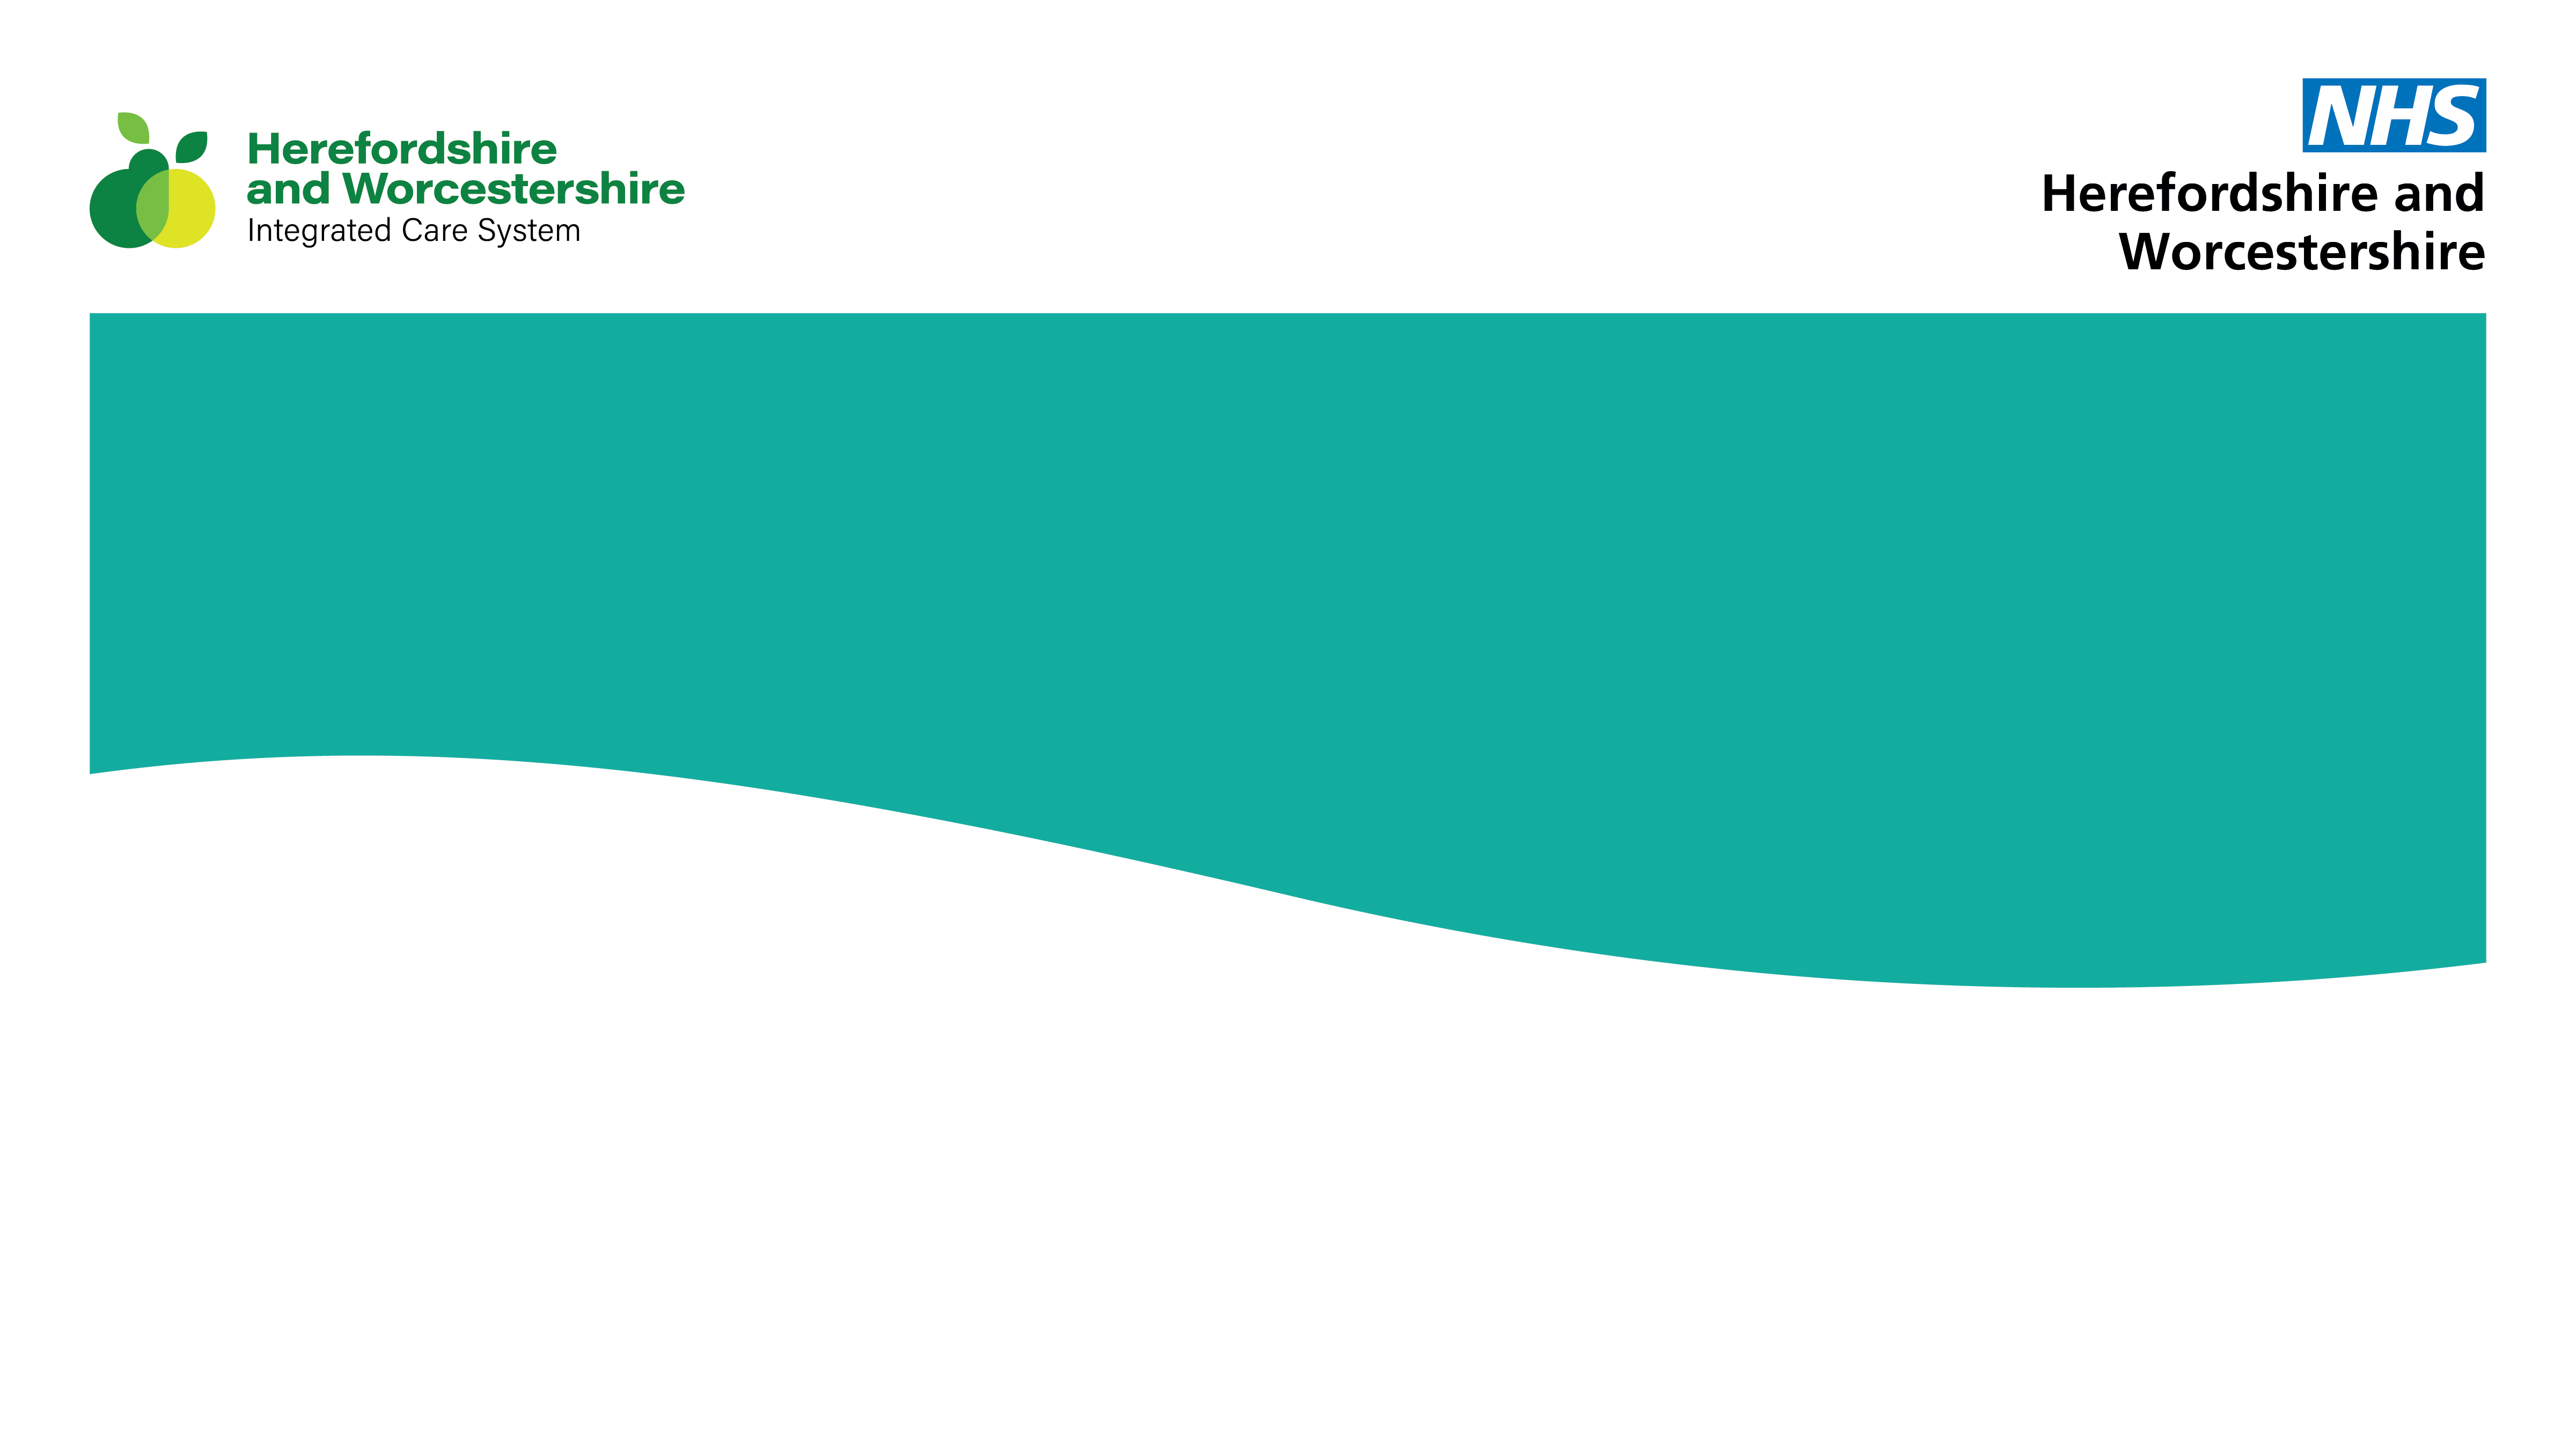 Herefordshire
and Worcestershire
Integrated Care System
NHS
Herefordshire and
Worcestershire